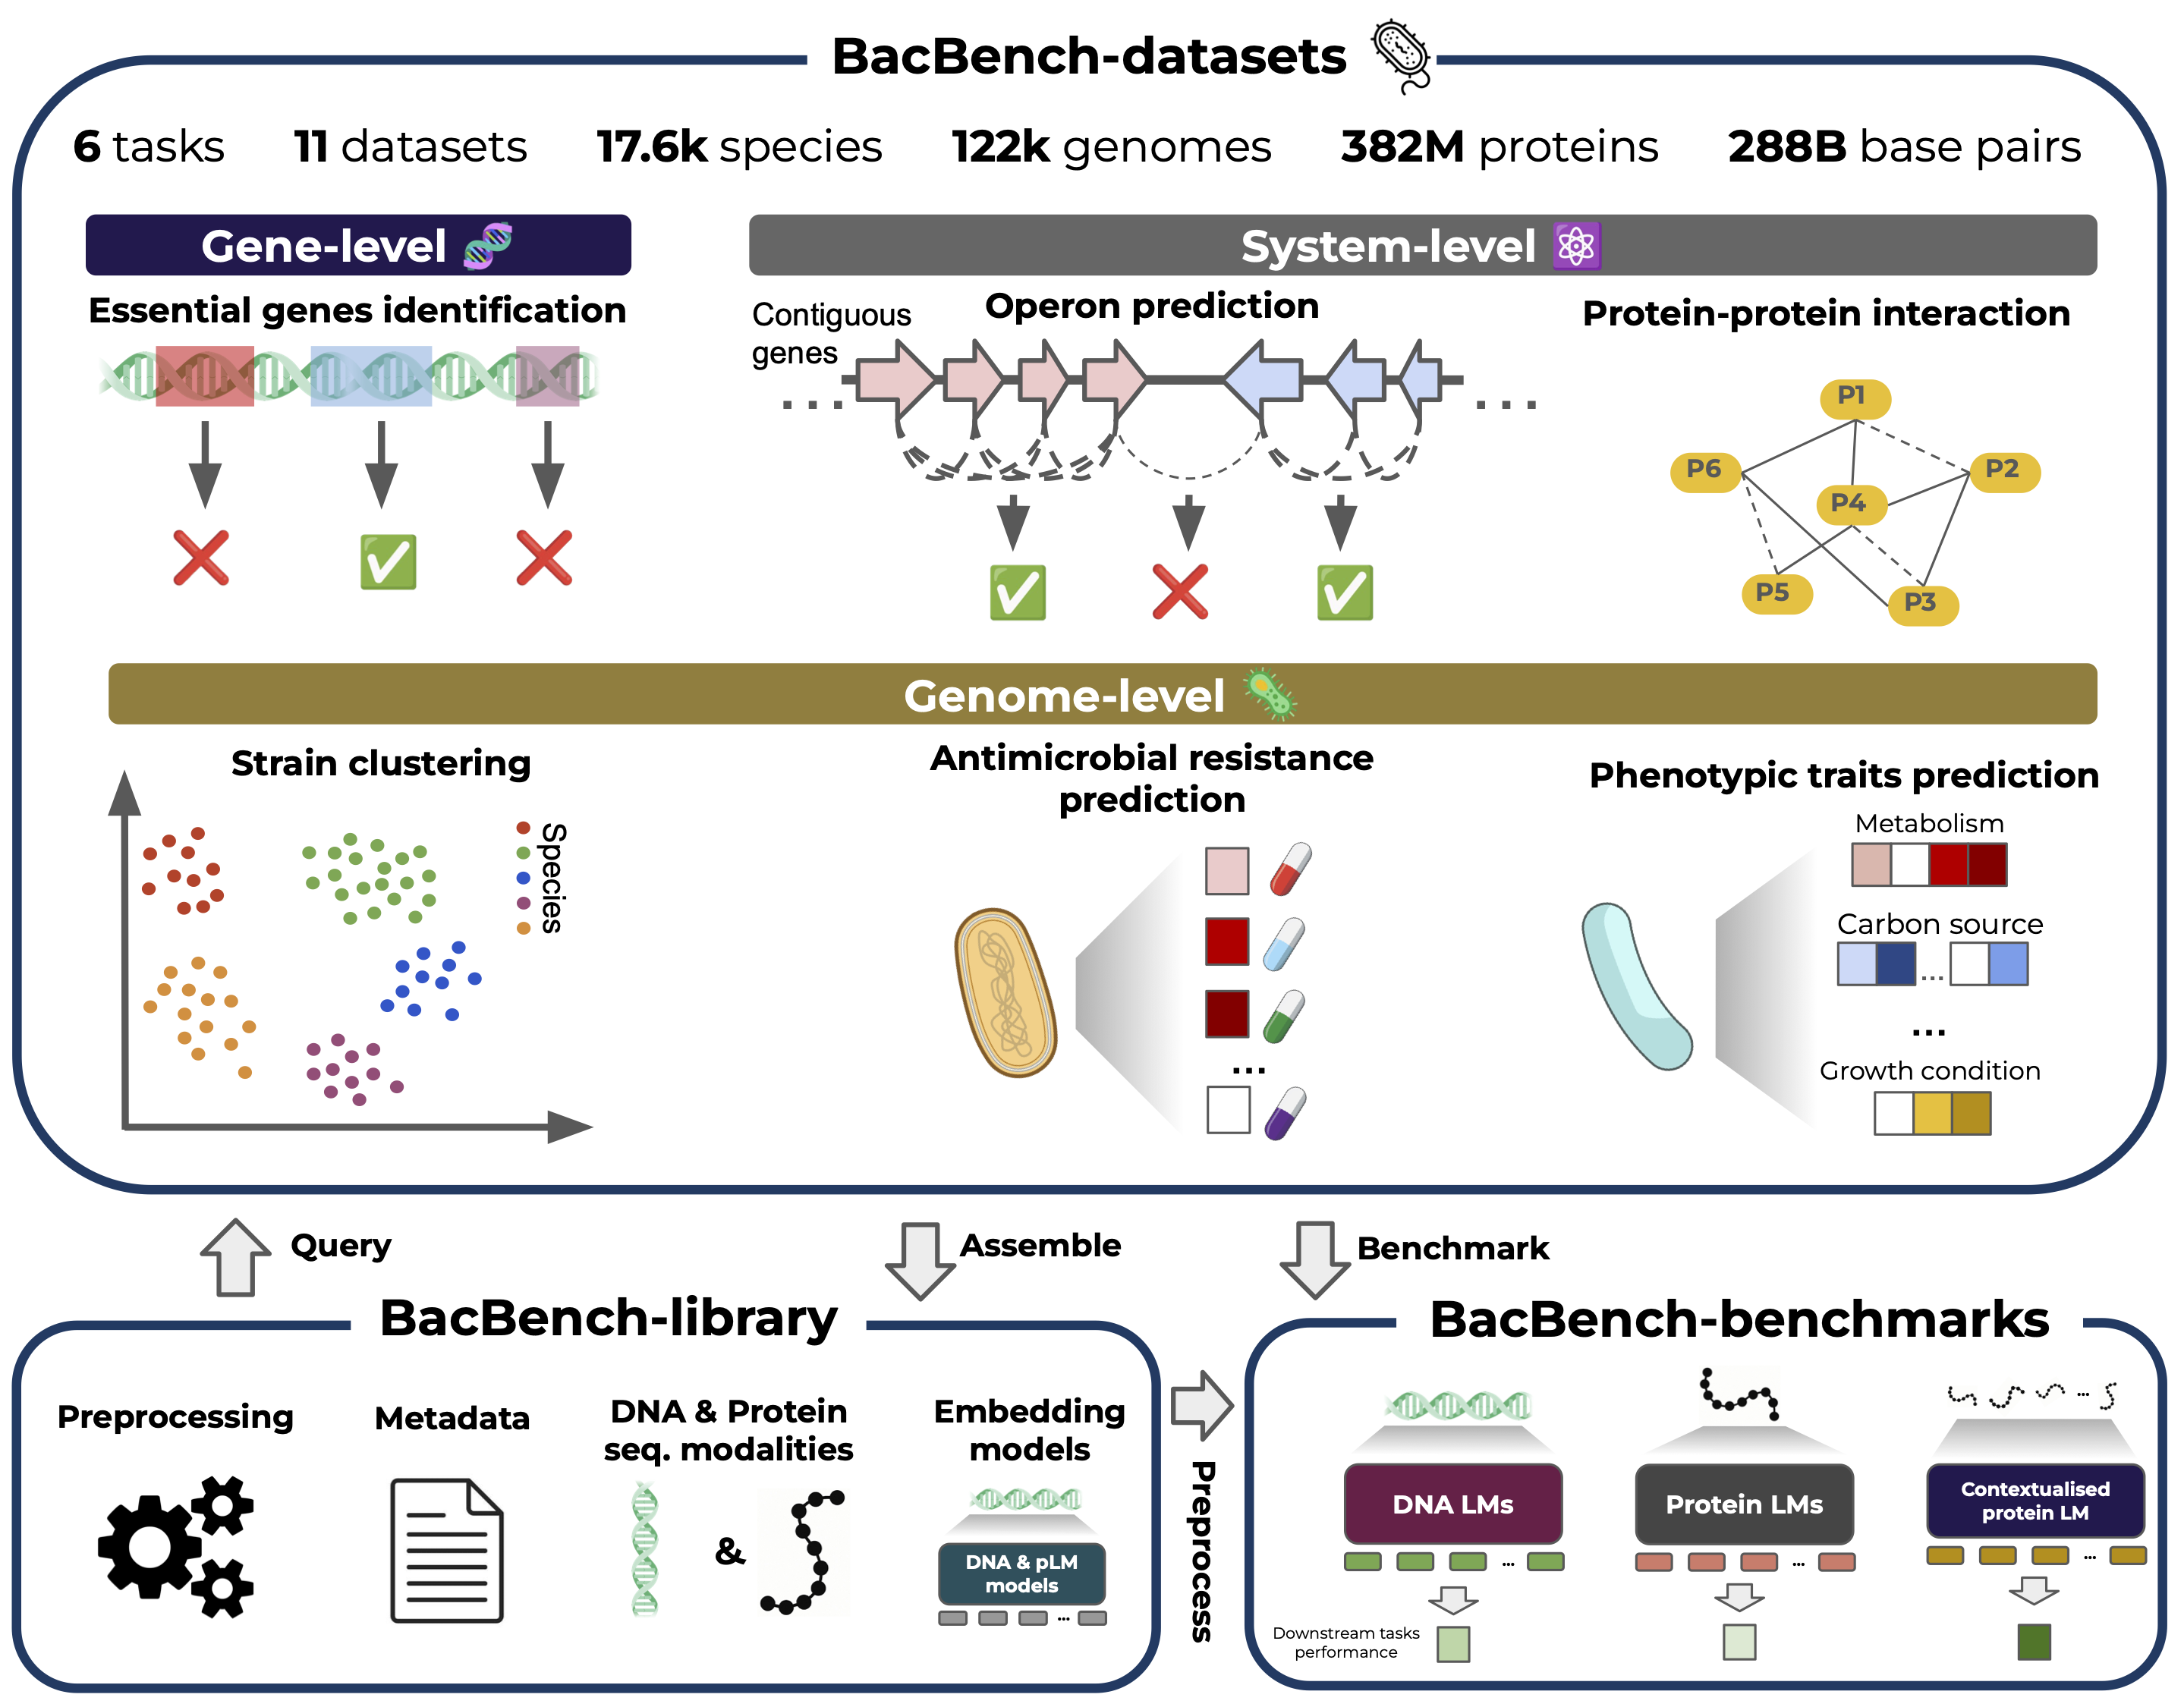 BacBench-datasets
6 tasks 11 datasets 17.6k species 122k genomes 382M proteins 288B base pairs
Gene-level
System-level
Essential genes identification
Contiguous
genes
Operon prediction
Protein-protein interaction
...
...
P1
P6
P2
P4
P5
P3
Genome-level
Strain clustering
Species
Antimicrobial resistance
prediction
...
Phenotypic traits prediction
Metabolism
Carbon source
...
...
Growth condition
Query
Assemble
Benchmark
BacBench-library
Preprocessing
Metadata
DNA & Protein
seq. modalities
&
Embedding
models
DNA & pLM
models
...
Preprocess
BacBench-benchmarks
...
DNA LMs
Protein LMs
Contextualised
protein LM
...
...
...
Downstream tasks
performance